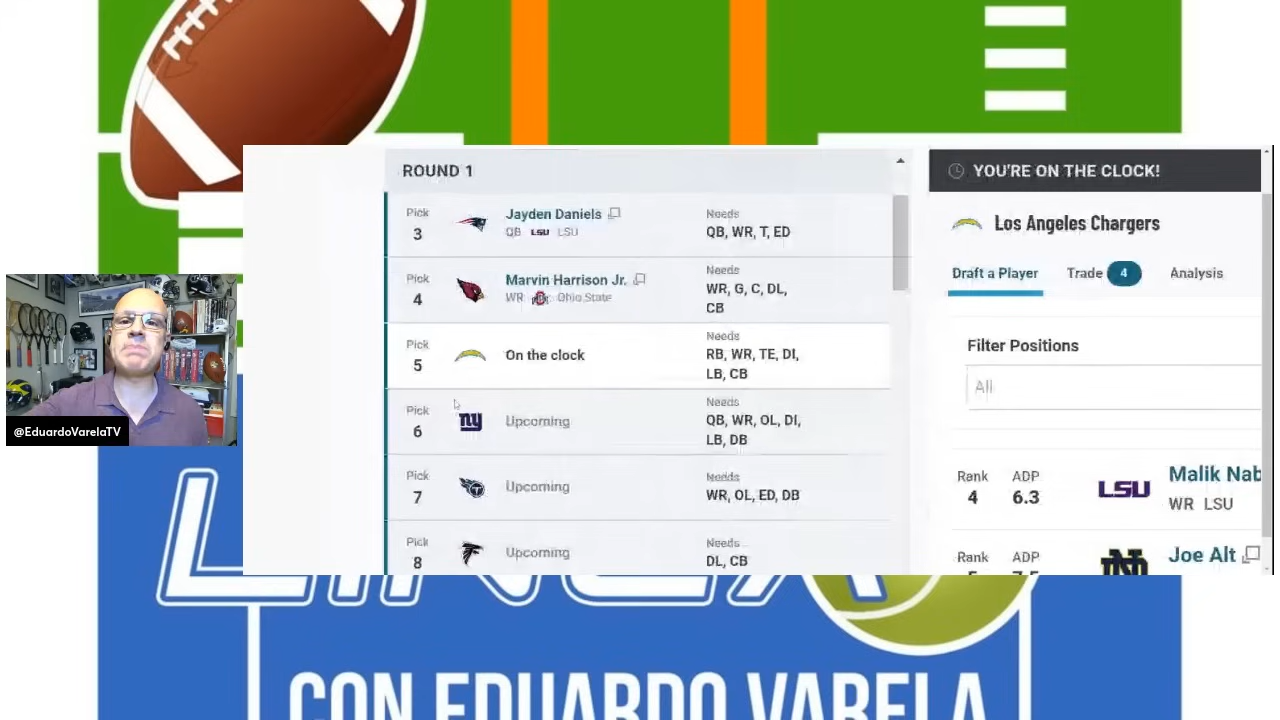 ROUND 1
Pick
3
Jayden Daniels
QB LSU LSU
Needs
QB, WR, T, ED
Pick
4
Marvin Harrison Jr.
WR Ohio State
Needs
WR, G, C, DL,
CB
Pick
5
On the clock
Needs
RB, WR, TE, DI,
LB, CB
Pick
6
ny
Upcoming
Needs
QB, WR, OL, DI,
LB, DB
Pick
7
Upcoming
Needs
WR, OL, ED, DB
Pick
8
Upcoming
Needs
DL, CB
YOU'RE ON THE CLOCK!
Los Angeles Chargers
Draft a Player Trade 4 Analysis
Filter Positions
All
Rank ADP
4 6.3
LSU
Malik Nab
WR LSU
Rank ADP
ND
Joe Alt
@EduardoVarelaTV
CON EDUARDO VARELA